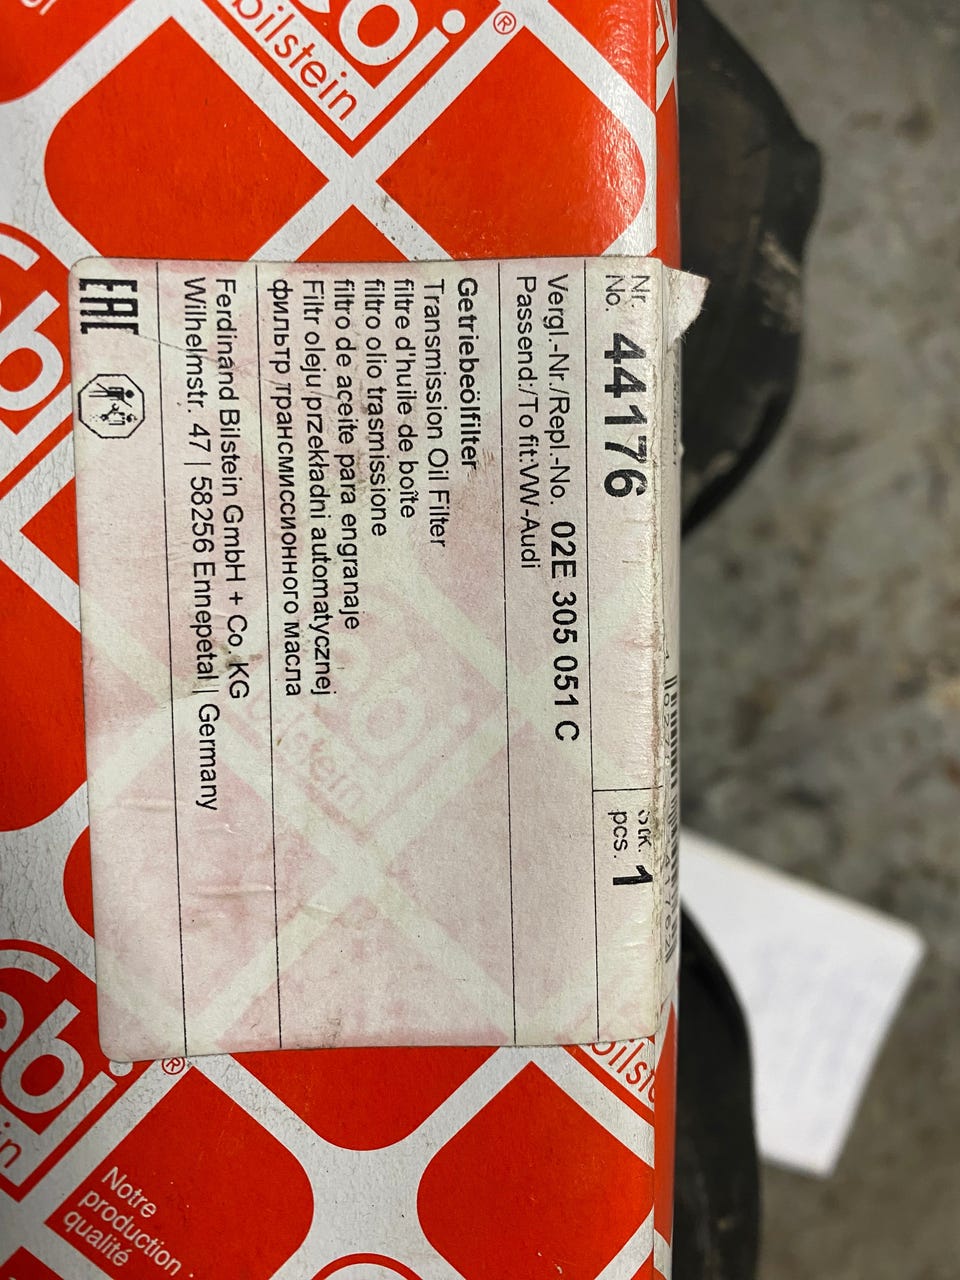 Nr.
No. 44176
Stk.
pcs. 1
Vergl.-Nr./Repl.-No. 02E 305 051 C
Passend:/To fit:VW-Audi
Getriebeölfilter
Transmission Oil Filter
filtre d'huile de boîte
filtro olio trasmissione
filtro de aceite para engranaje
Filtr oleju przekładni automatycznej
фильтр трансмиссионного масла
Ferdinand Bilstein GmbH + Co. KG
Wilhelmstr. 47 | 58256 Ennepetal | Germany
EAC
bilstein
®
febi
bilstein
®
Notre
production
qualité